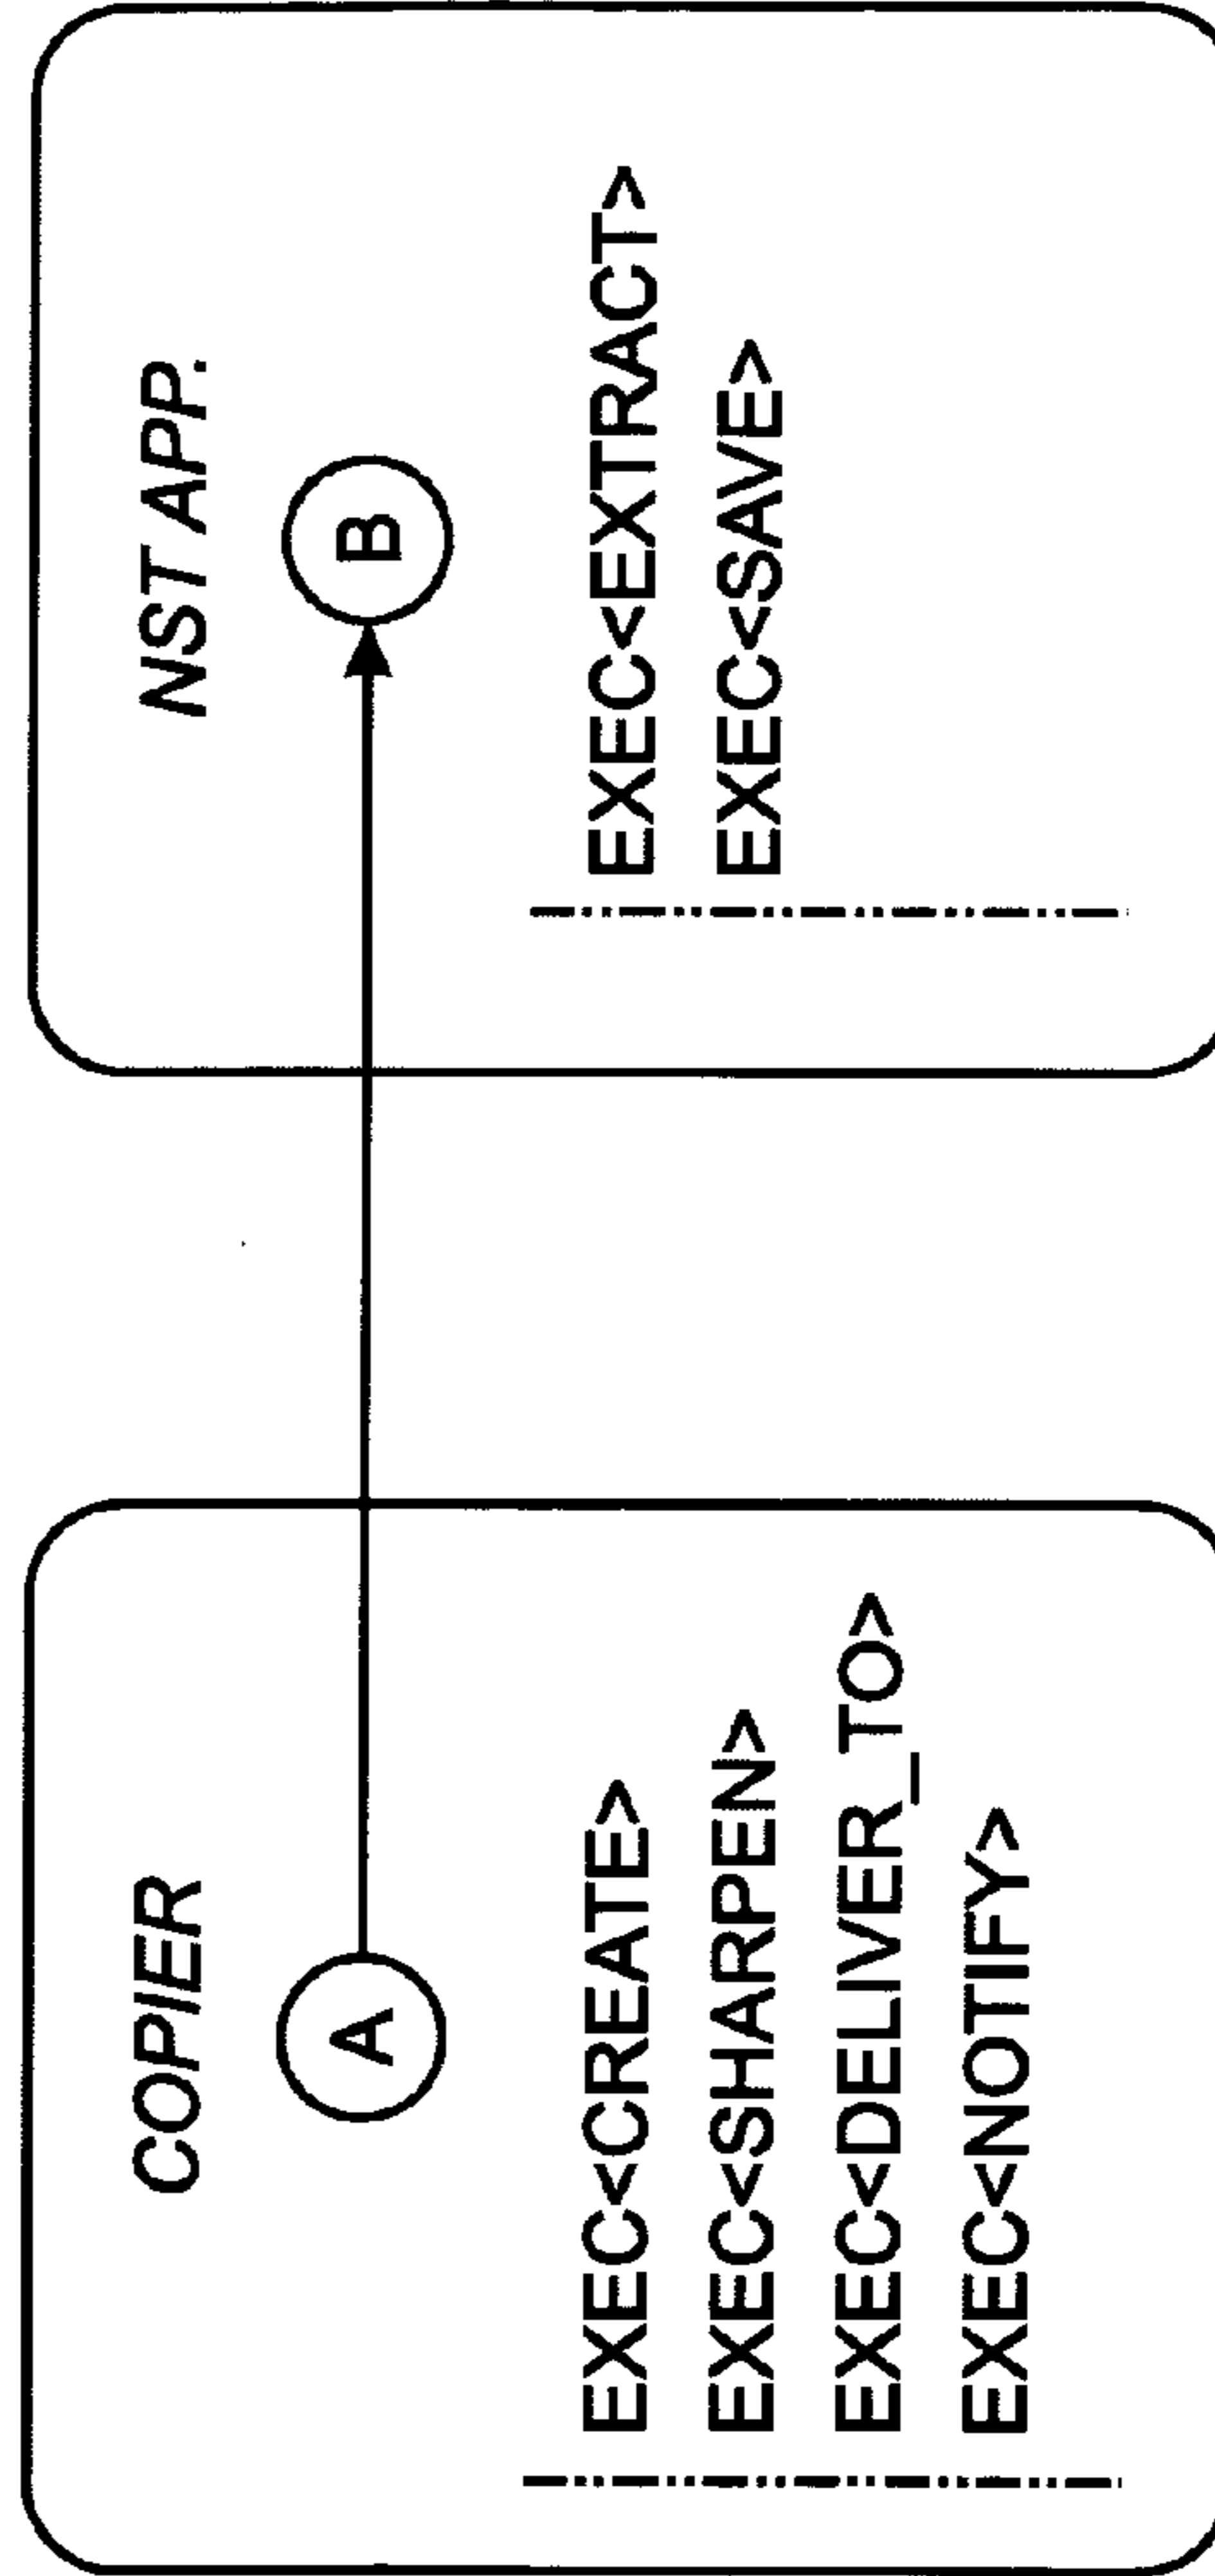 COPIER
A
EXEC<CREATE>
EXEC<SHARPEN>
EXEC<DELIVER_TO>
EXEC<NOTIFY>
NST APP.
B
EXEC<EXTRACT>
EXEC<SAVE>